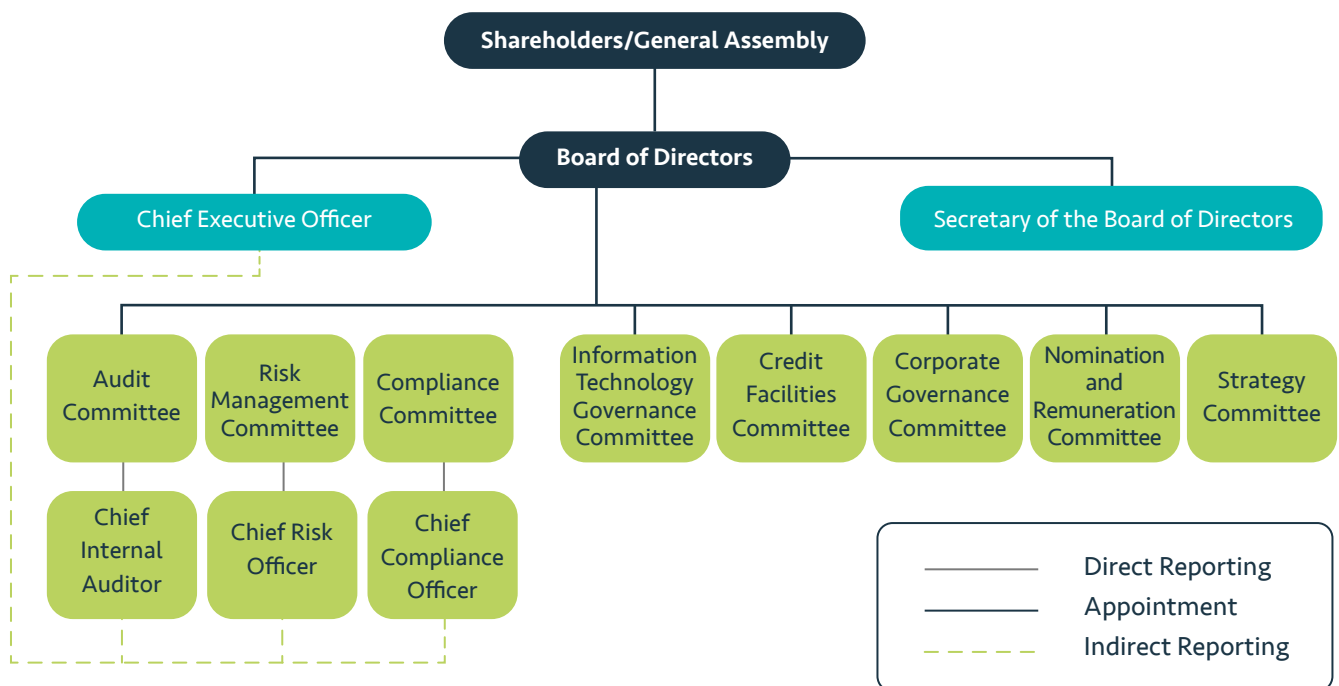 Shareholders/General Assembly
Board of Directors
Chief Executive Officer
Secretary of the Board of Directors
Audit
Committee
Risk
Management
Committee
Compliance
Committee
Information
Technology
Governance
Committee
Credit
Facilities
Committee
Corporate
Governance
Committee
Nomination
and
Remuneration
Committee
Strategy
Committee
Chief
Internal
Auditor
Chief Risk
Officer
Chief
Compliance
Officer
Direct Reporting
Appointment
Indirect Reporting